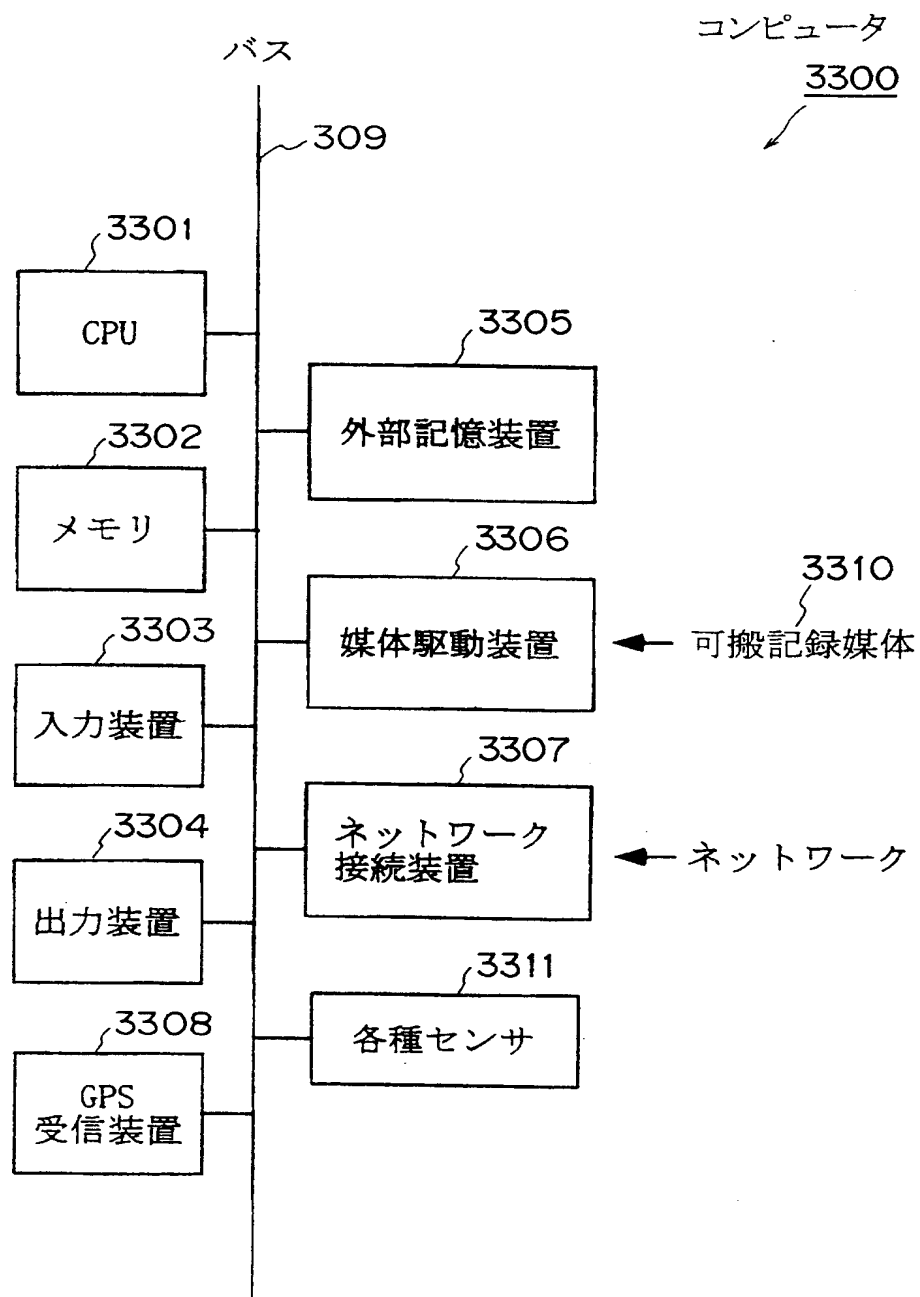 コンピュータ
3300
バス
309
3301
CPU
3305
外部記憶装置
3302
メモリ
3306
媒体駆動装置
3310
可搬記録媒体
3303
入力装置
3307
ネットワーク
接続装置
ネットワーク
3304
出力装置
3311
各種センサ
3308
GPS
受信装置